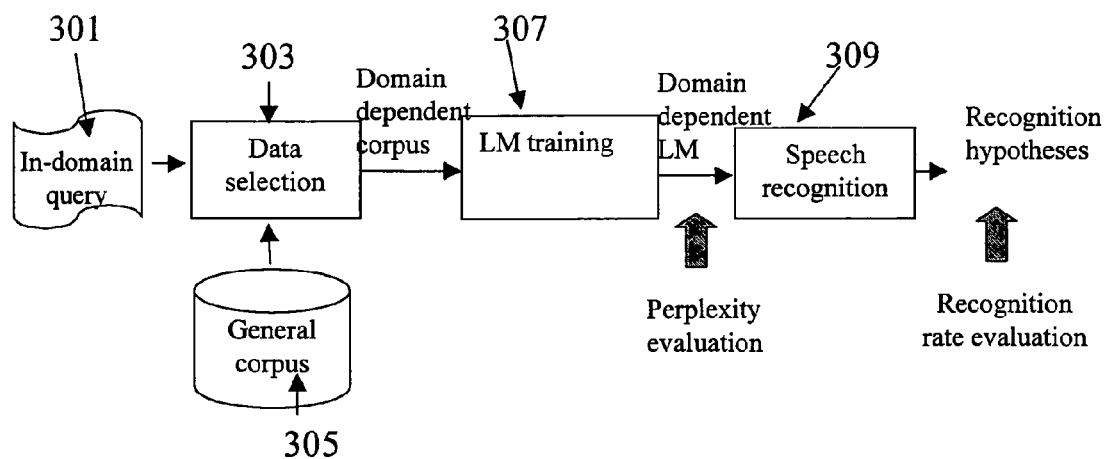 301
303
307
309
In-domain
query
Data
selection
Domain
dependent
corpus
LM training
Domain
dependent
LM
Speech
recognition
Recognition
hypotheses
General
corpus
305
Perplexity
evaluation
Recognition
rate evaluation